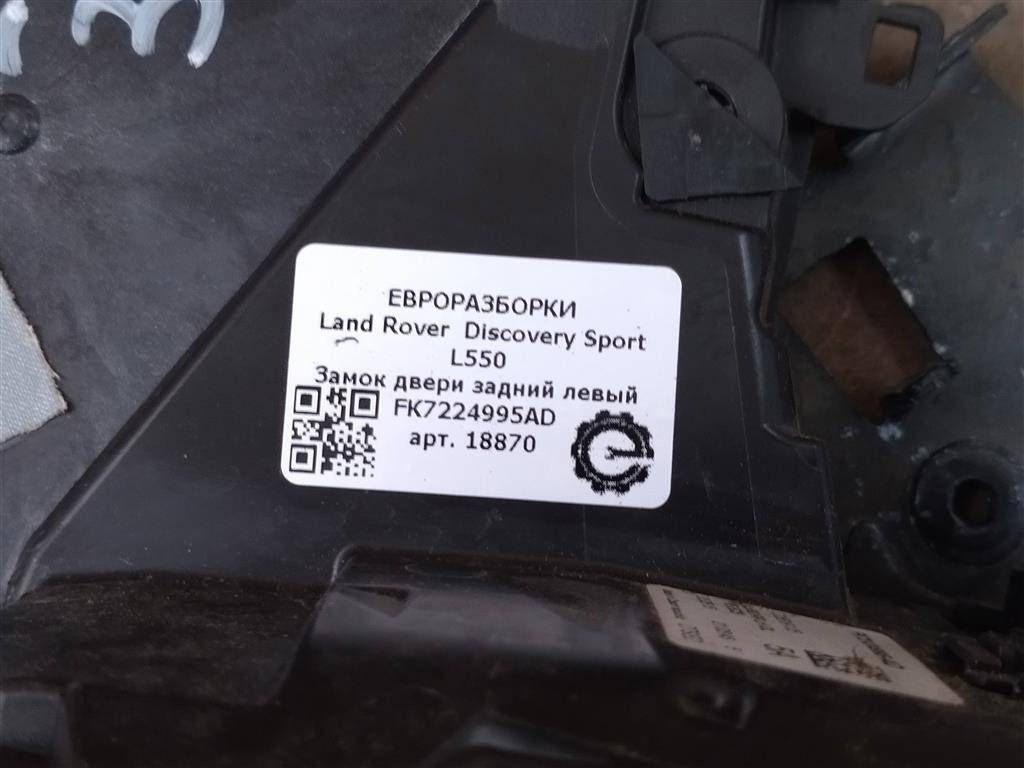 ЕВРОРАЗБОРКИ
Land Rover Discovery Sport
L550
Замок двери задний левый
FK7224995AD
арт. 18870